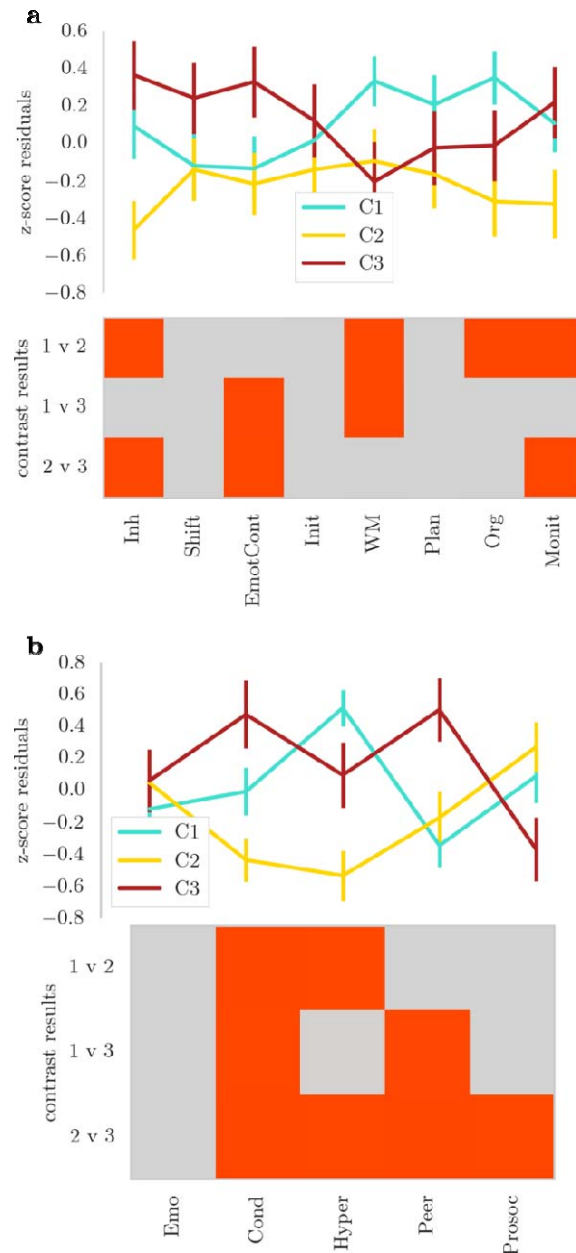 a
0.6
0.4
0.2
0.0
−0.2
−0.4
−0.6
−0.8
z-score residuals
C1
C2
C3
contrast results
1 v 2
1 v 3
2 v 3
Inh
Shift
EmotCont
Init
WM
Plan
Org
Monit
b
0.8
0.6
0.4
0.2
0.0
−0.2
−0.4
−0.6
−0.8
z-score residuals
C1
C2
C3
contrast results
1 v 2
1 v 3
2 v 3
Emo
Cond
Hyper
Peer
Prosoc